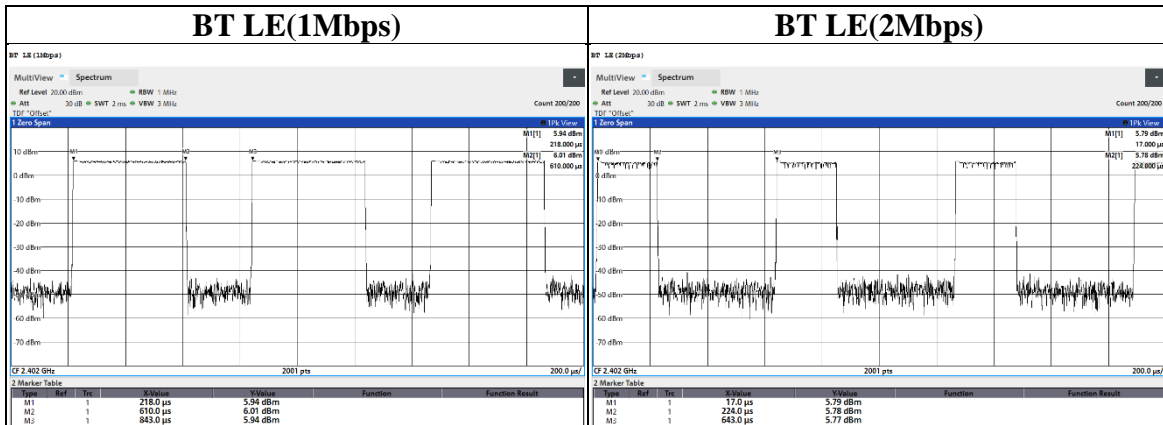 BT LE(1Mbps)
BT LE (1Mbps)
MultiView Spectrum
Ref Level 20.00 dBm RBW 1 MHz
Att 30 dB SWT 2 ms VBW 3 MHz Count 200/200
TDF "Offset"
1 Zero Span 1Pk View
M1[1] 5.94 dBm
218.000 µs
M2[1] 6.01 dBm
610.000 µs
M1 M2 M3
10 dBm
0 dBm
-10 dBm
-20 dBm
-30 dBm
-40 dBm
-50 dBm
-60 dBm
-70 dBm
CF 2.402 GHz 2001 pts 200.0 µs/
2 Marker Table
Type Ref Trc X-Value Y-Value Function Function Result
M1 1 218.0 µs 5.94 dBm
M2 1 610.0 µs 6.01 dBm
M3 1 843.0 µs 5.94 dBm
BT LE(2Mbps)
BT LE (2Mbps)
MultiView Spectrum
Ref Level 20.00 dBm RBW 1 MHz
Att 30 dB SWT 2 ms VBW 3 MHz Count 200/200
TDF "Offset"
1 Zero Span 1Pk View
M1[1] 5.79 dBm
17.000 µs
M2[1] 5.78 dBm
224.000 µs
M2 M3
0 dBm
-10 dBm
-20 dBm
-30 dBm
-40 dBm
-50 dBm
-60 dBm
-70 dBm
CF 2.402 GHz 2001 pts 200.0 µs/
2 Marker Table
Type Ref Trc X-Value Y-Value Function Function Result
M1 1 17.0 µs 5.79 dBm
M2 1 224.0 µs 5.78 dBm
M3 1 643.0 µs 5.77 dBm